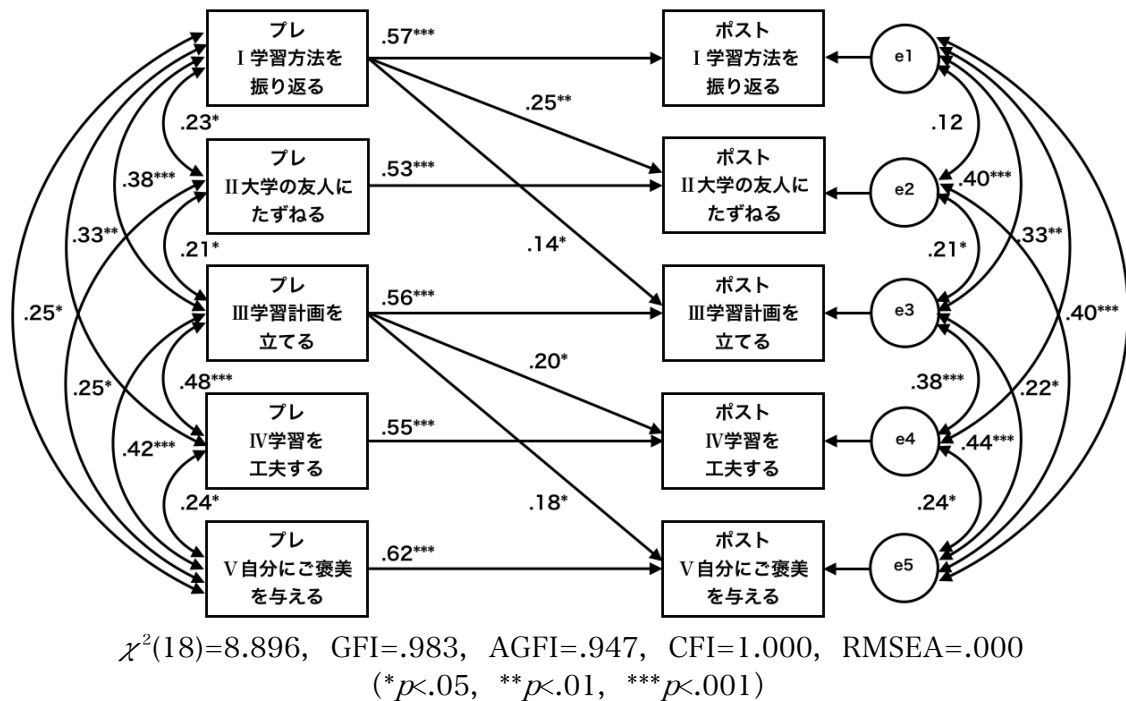 プレ
Ⅰ学習方法を
振り返る
.57***
ポスト
Ⅰ学習方法を
振り返る
e1
.25**
.23*
.12
プレ
Ⅱ大学の友人に
たずねる
.53***
ポスト
Ⅱ大学の友人に
たずねる
e2
.38***
.40***
.33**
.21*
.14*
.21*
.33**
プレ
Ⅲ学習計画を
立てる
.56***
ポスト
Ⅲ学習計画を
立てる
e3
.25*
.40***
.20*
.25*
.48***
.38***
.22*
プレ
Ⅳ学習を
工夫する
.55***
ポスト
Ⅳ学習を
工夫する
e4
.42***
.44***
.24*
.18*
.24*
プレ
Ⅴ自分にご褒美
を与える
.62***
ポスト
Ⅴ自分にご褒美
を与える
e5
χ²(18)=8.896, GFI=.983, AGFI=.947, CFI=1.000, RMSEA=.000
(*p<.05, **p<.01, ***p<.001)